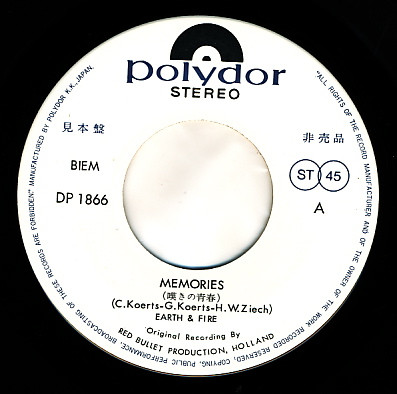 polydor
STEREO
見本盤
非売品
BIEM
DP 1866
ST 45
A
MEMORIES
(嘆きの青春)
(C.Koerts-G.Koerts-H.W.Ziech)
EARTH & FIRE
Original Recording By
RED BULLET PRODUCTION, HOLLAND
"ALL RIGHTS OF THE RECORD MANUFACTURER AND OF THE OWNER OF THE WORK RECORDED RESERVED, COPYING, PUBLIC PERFORMANCE, BROADCASTING OF THESE RECORDS ARE FORBIDDEN" MANUFACTURED BY POLYDOR K.K., JAPAN.